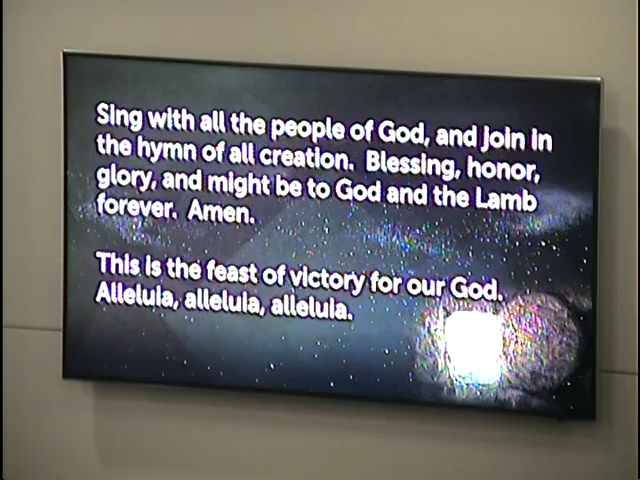 Sing with all the people of God, and join in
the hymn of all creation. Blessing, honor,
glory, and might be to God and the Lamb
forever. Amen.
This is the feast of victory for our God.
Alleluia, alleluia, alleluia.